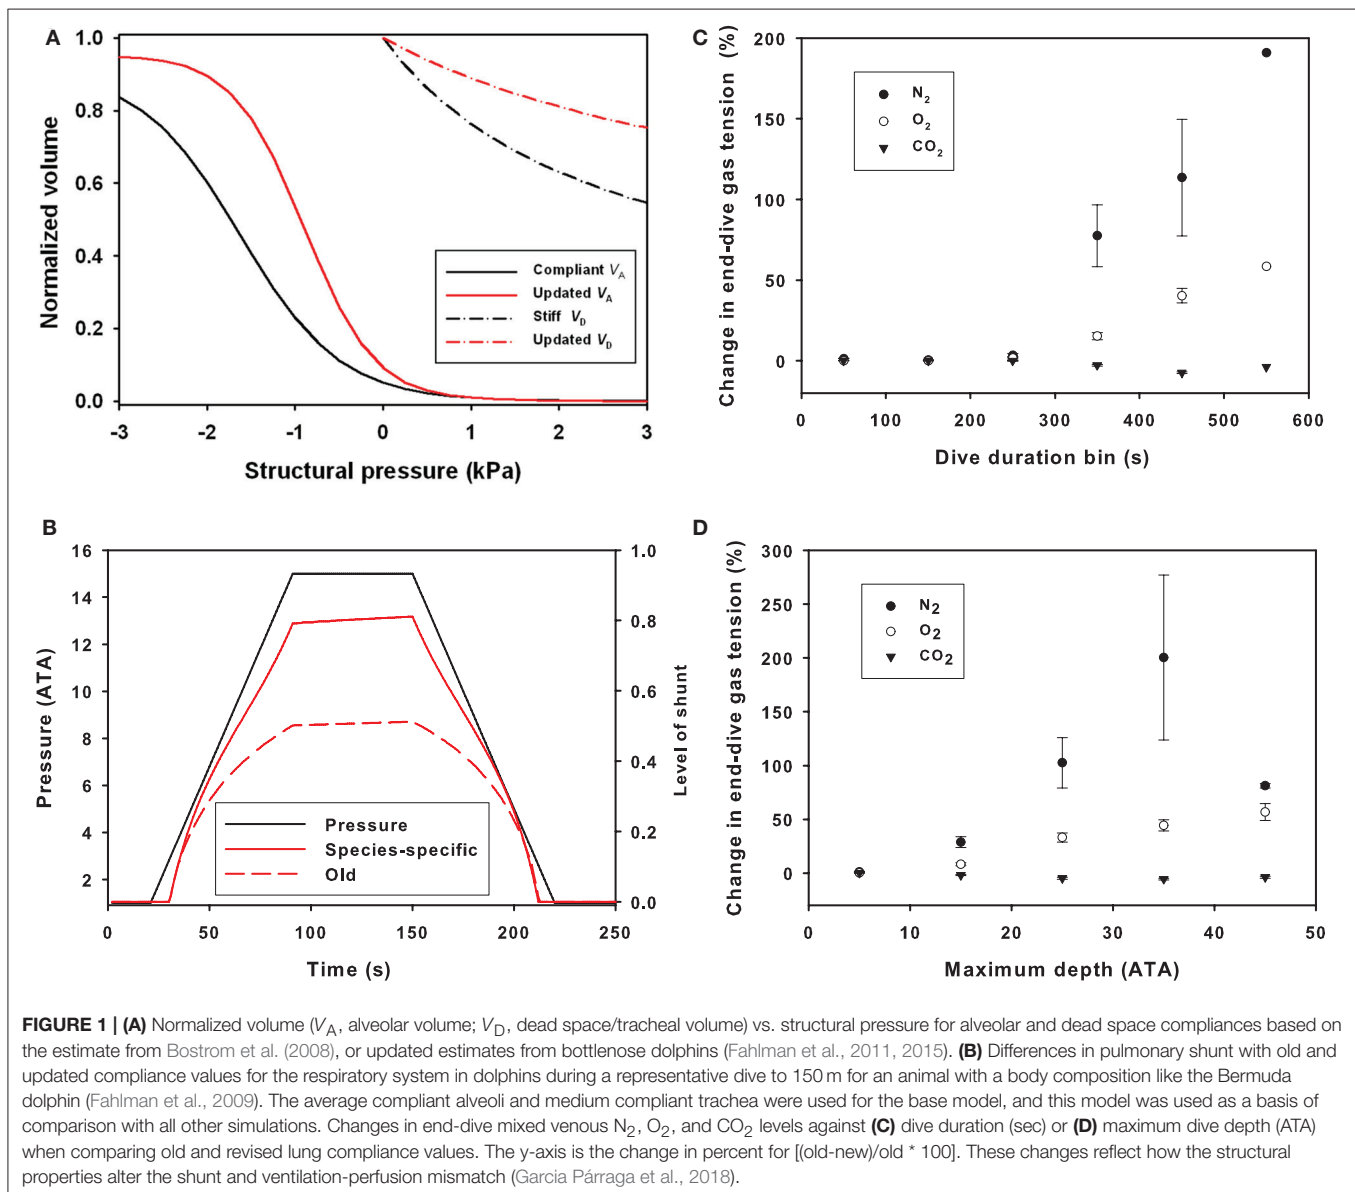 A
1.0
0.8
0.6
0.4
0.2
0.0
Normalized volume
Compliant VA
Updated VA
Stiff VD
Updated VD
-3 -2 -1 0 1 2 3
Structural pressure (kPa)
C
200
150
100
50
0
Change in end-dive gas tension (%)
N2
O2
CO2
0 100 200 300 400 500 600
Dive duration bin (s)
B
16
14
12
10
8
6
4
2
Pressure (ATA)
1.0
0.8
0.6
0.4
0.2
0.0
Level of shunt
Pressure
Species-specific
Old
0 50 100 150 200 250
Time (s)
D
300
250
200
150
100
50
0
Change in end-dive gas tension (%)
N2
O2
CO2
0 10 20 30 40 50
Maximum depth (ATA)
FIGURE 1 | (A) Normalized volume (VA, alveolar volume; VD, dead space/tracheal volume) vs. structural pressure for alveolar and dead space compliances based on
the estimate from Bostrom et al. (2008), or updated estimates from bottlenose dolphins (Fahlman et al., 2011, 2015). (B) Differences in pulmonary shunt with old and
updated compliance values for the respiratory system in dolphins during a representative dive to 150 m for an animal with a body composition like the Bermuda
dolphin (Fahlman et al., 2009). The average compliant alveoli and medium compliant trachea were used for the base model, and this model was used as a basis of
comparison with all other simulations. Changes in end-dive mixed venous N2, O2, and CO2 levels against (C) dive duration (sec) or (D) maximum dive depth (ATA)
when comparing old and revised lung compliance values. The y-axis is the change in percent for [(old-new)/old * 100]. These changes reflect how the structural
properties alter the shunt and ventilation-perfusion mismatch (Garcia Párraga et al., 2018).